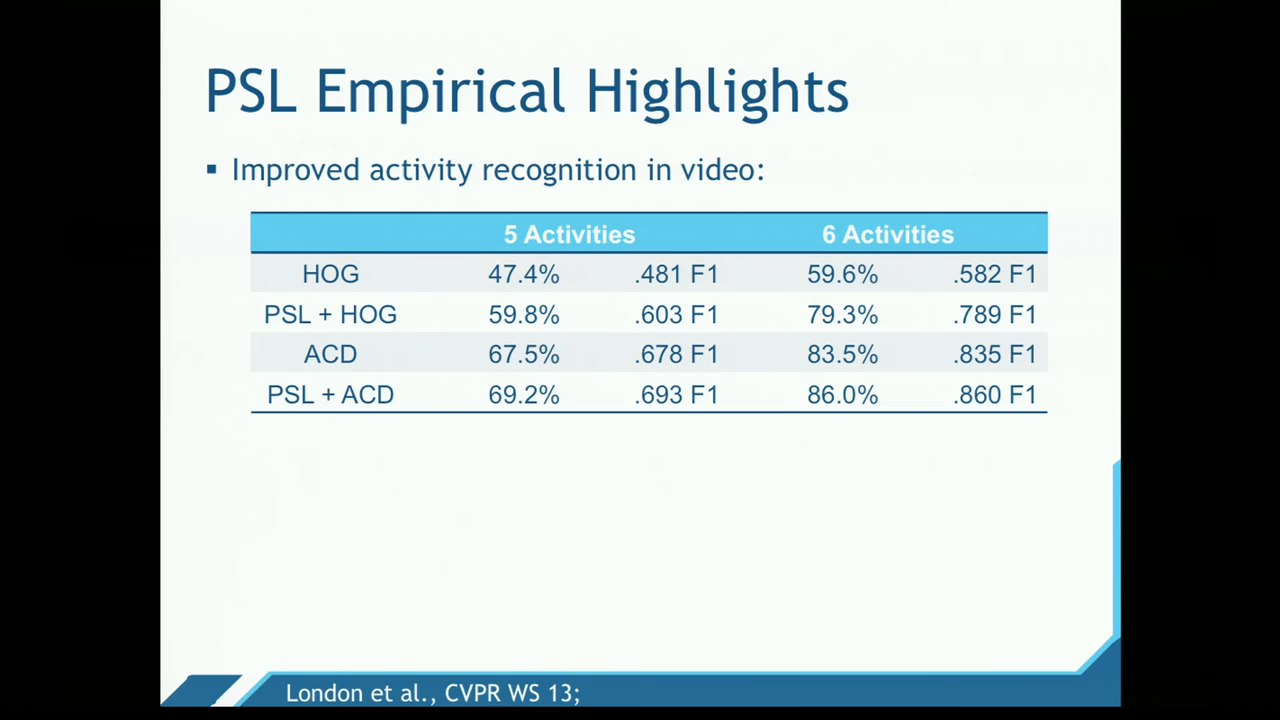 PSL Empirical Highlights
▪ Improved activity recognition in video:
5 Activities 6 Activities
HOG 47.4% .481 F1 59.6% .582 F1
PSL + HOG 59.8% .603 F1 79.3% .789 F1
ACD 67.5% .678 F1 83.5% .835 F1
PSL + ACD 69.2% .693 F1 86.0% .860 F1
London et al., CVPR WS 13;